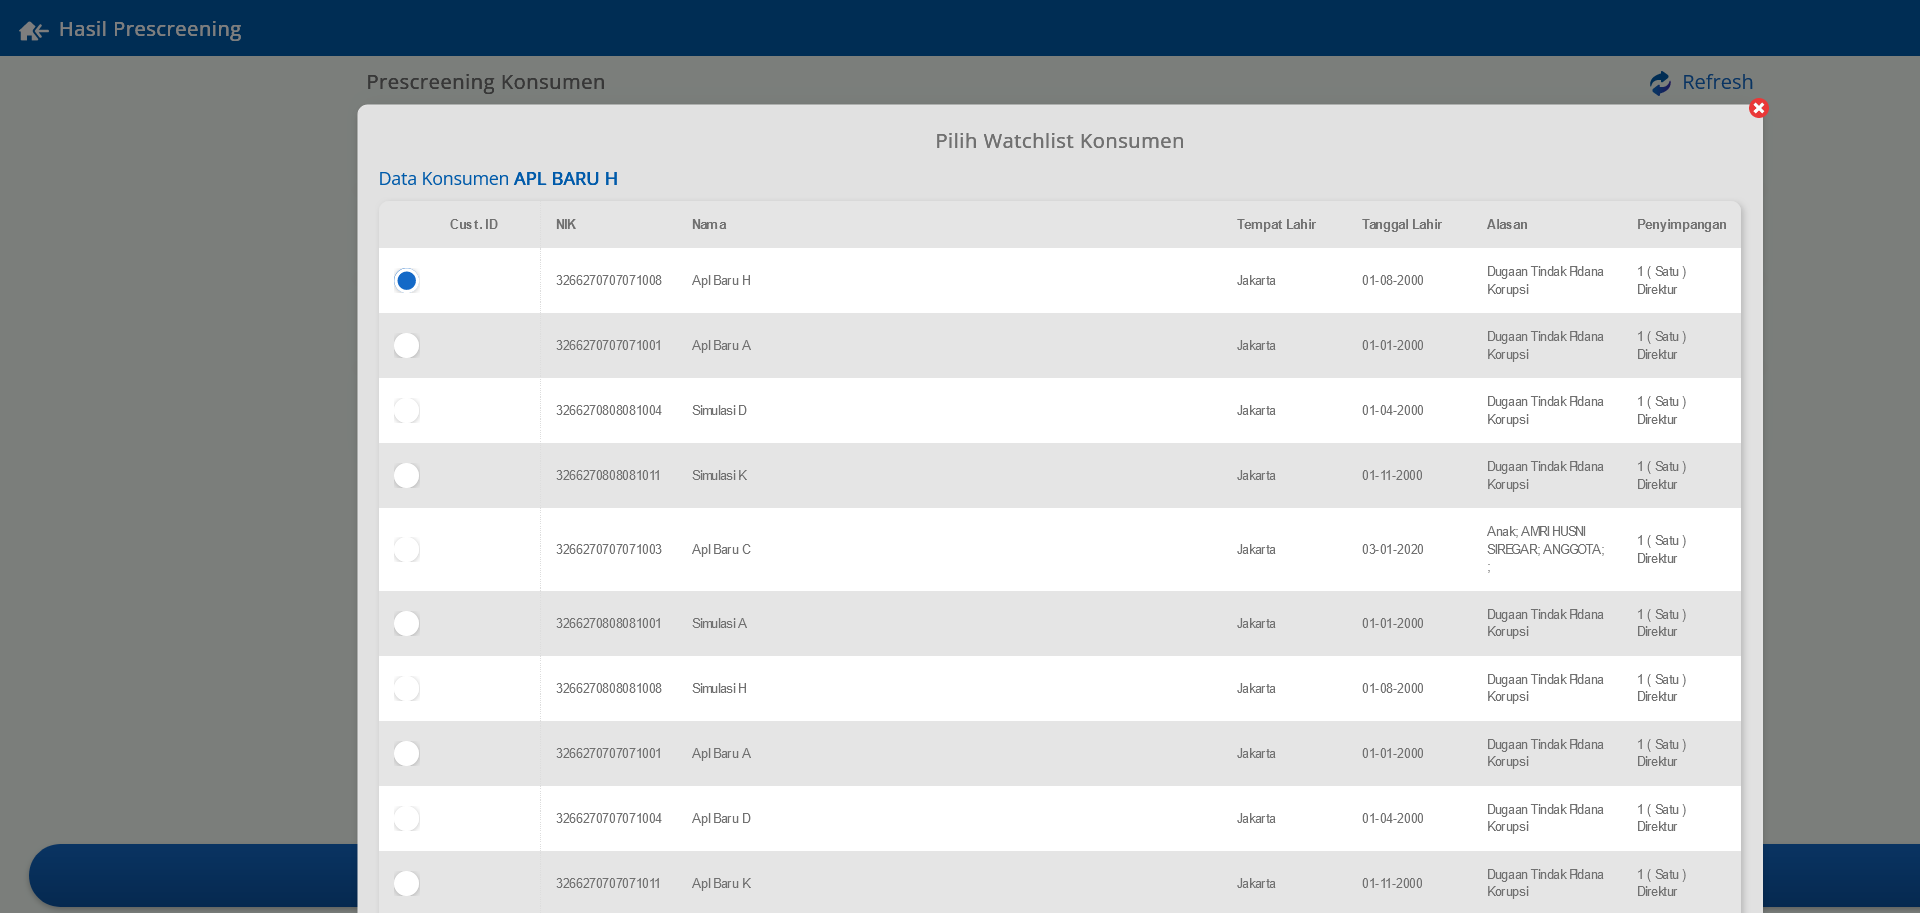 Hasil Prescreening
Prescreening Konsumen
Refresh
Pilih Watchlist Konsumen
Data Konsumen APL BARU H
Cust. ID NIK Nama Tempat Lahir Tanggal Lahir Alasan Penyimpangan
3266270707071008 Apl Baru H Jakarta 01-08-2000 Dugaan Tindak Pidana Korupsi 1 ( Satu ) Direktur
3266270707071001 Apl Baru A Jakarta 01-01-2000 Dugaan Tindak Pidana Korupsi 1 ( Satu ) Direktur
3266270808081004 Simulasi D Jakarta 01-04-2000 Dugaan Tindak Pidana Korupsi 1 ( Satu ) Direktur
3266270808081011 Simulasi K Jakarta 01-11-2000 Dugaan Tindak Pidana Korupsi 1 ( Satu ) Direktur
3266270707071003 Apl Baru C Jakarta 03-01-2020 Anak; AMRI HUSNI SIREGAR; ANGGOTA; ; 1 ( Satu ) Direktur
3266270808081001 Simulasi A Jakarta 01-01-2000 Dugaan Tindak Pidana Korupsi 1 ( Satu ) Direktur
3266270808081008 Simulasi H Jakarta 01-08-2000 Dugaan Tindak Pidana Korupsi 1 ( Satu ) Direktur
3266270707071001 Apl Baru A Jakarta 01-01-2000 Dugaan Tindak Pidana Korupsi 1 ( Satu ) Direktur
3266270707071004 Apl Baru D Jakarta 01-04-2000 Dugaan Tindak Pidana Korupsi 1 ( Satu ) Direktur
3266270707071011 Apl Baru K Jakarta 01-11-2000 Dugaan Tindak Pidana Korupsi 1 ( Satu ) Direktur